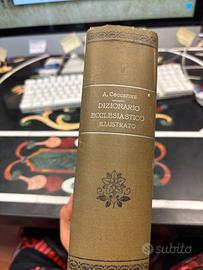 A. Ceccaroni
DIZIONARIO
ECCLESIASTICO
ILLUSTRATO
subito